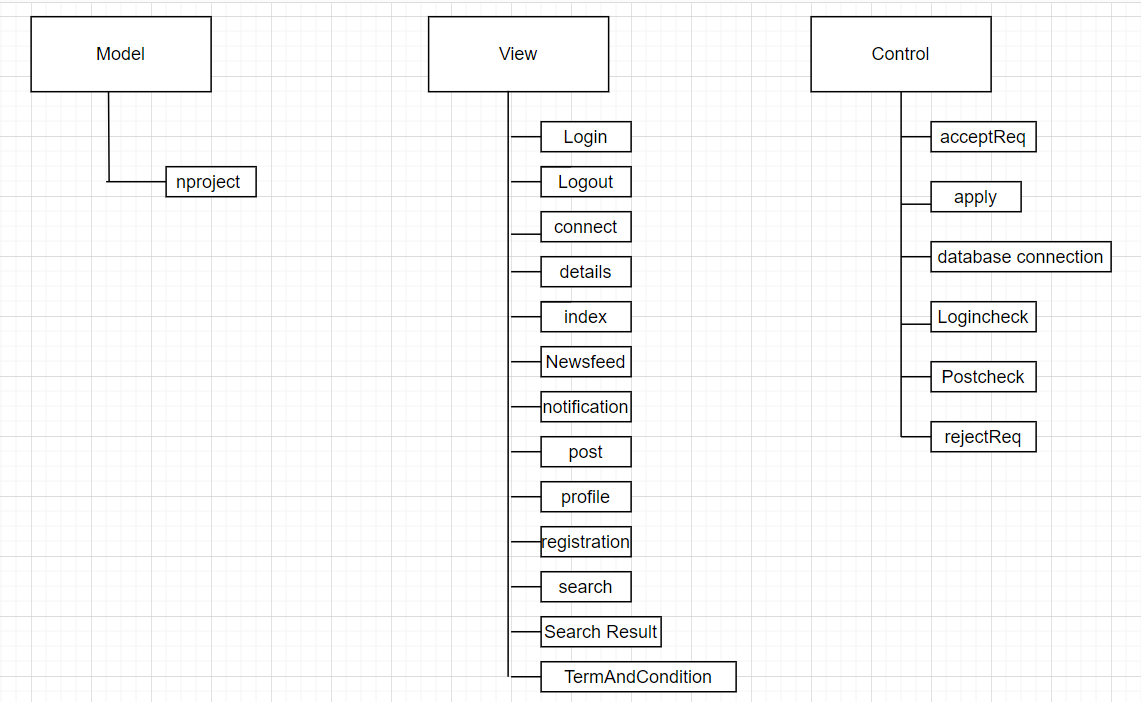 Model
nproject
View
Login
Logout
connect
details
index
Newsfeed
notification
post
profile
registration
search
Search Result
TermAndCondition
Control
acceptReq
apply
database connection
Logincheck
Postcheck
rejectReq